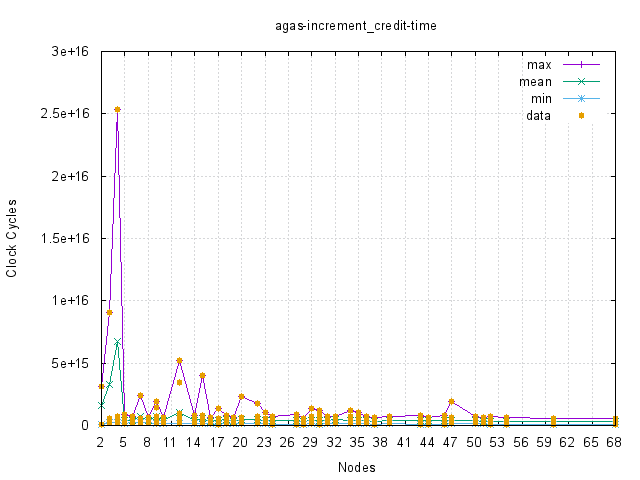 agas-increment_credit-time
3e+16
2.5e+16
2e+16
1.5e+16
1e+16
5e+15
0
Clock Cycles
max
mean
min
data
2 5 8 11 14 17 20 23 26 29 32 35 38 41 44 47 50 53 56 59 62 65 68
Nodes